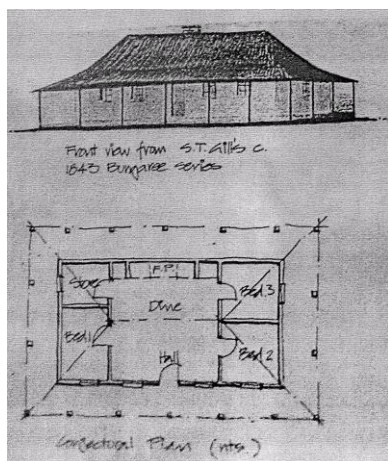 Front view from S.T. Gill's c.
1843 Bungaree series
F.P.
Store
Dine
Bed.3
Bed.1
Hall
Bed.2
Conjectural Plan (nts.)